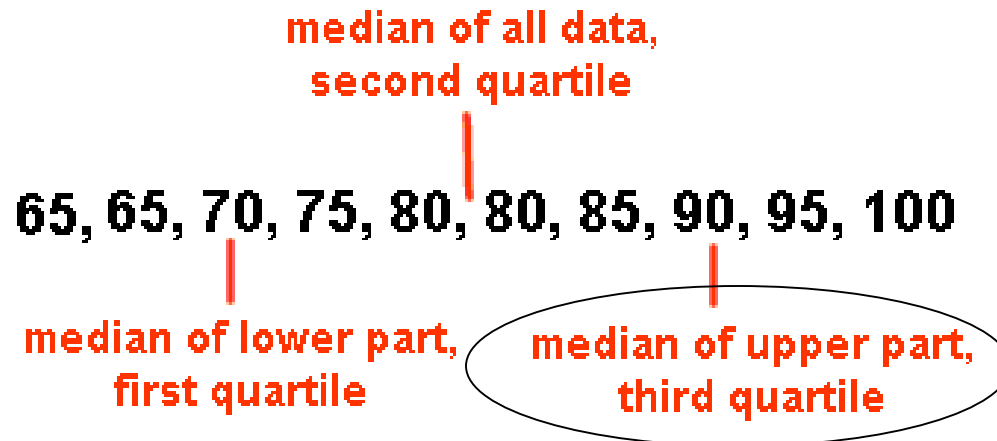 median of all data,
second quartile
65, 65, 70, 75, 80, 80, 85, 90, 95, 100
median of lower part,
first quartile
median of upper part,
third quartile